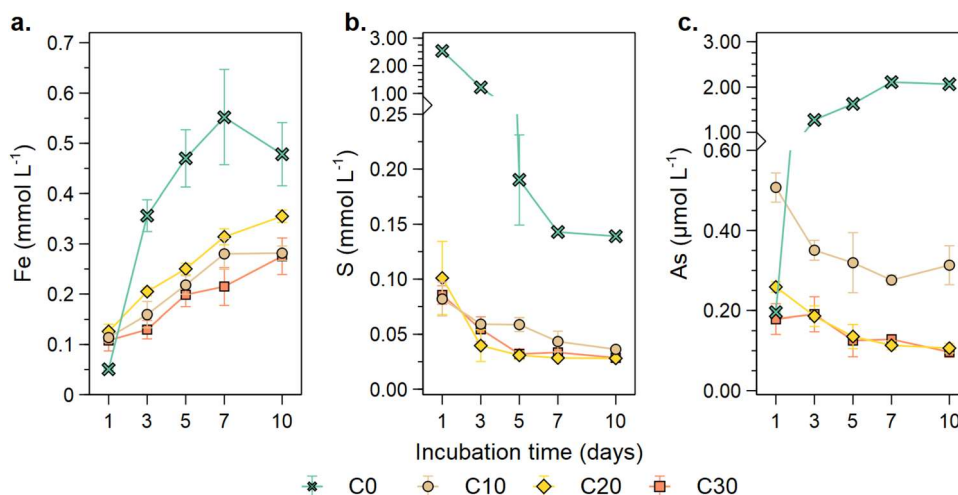 a.
Fe (mmol L⁻¹)
0.7
0.6
0.5
0.4
0.3
0.2
0.1
0
1 3 5 7 10
b.
S (mmol L⁻¹)
3.00
2.00
1.00
0.25
0.20
0.15
0.10
0.05
0.00
1 3 5 7 10
c.
As (µmol L⁻¹)
3.00
2.00
1.00
0.60
0.40
0.20
0.00
1 3 5 7 10
Incubation time (days)
C0 C10 C20 C30